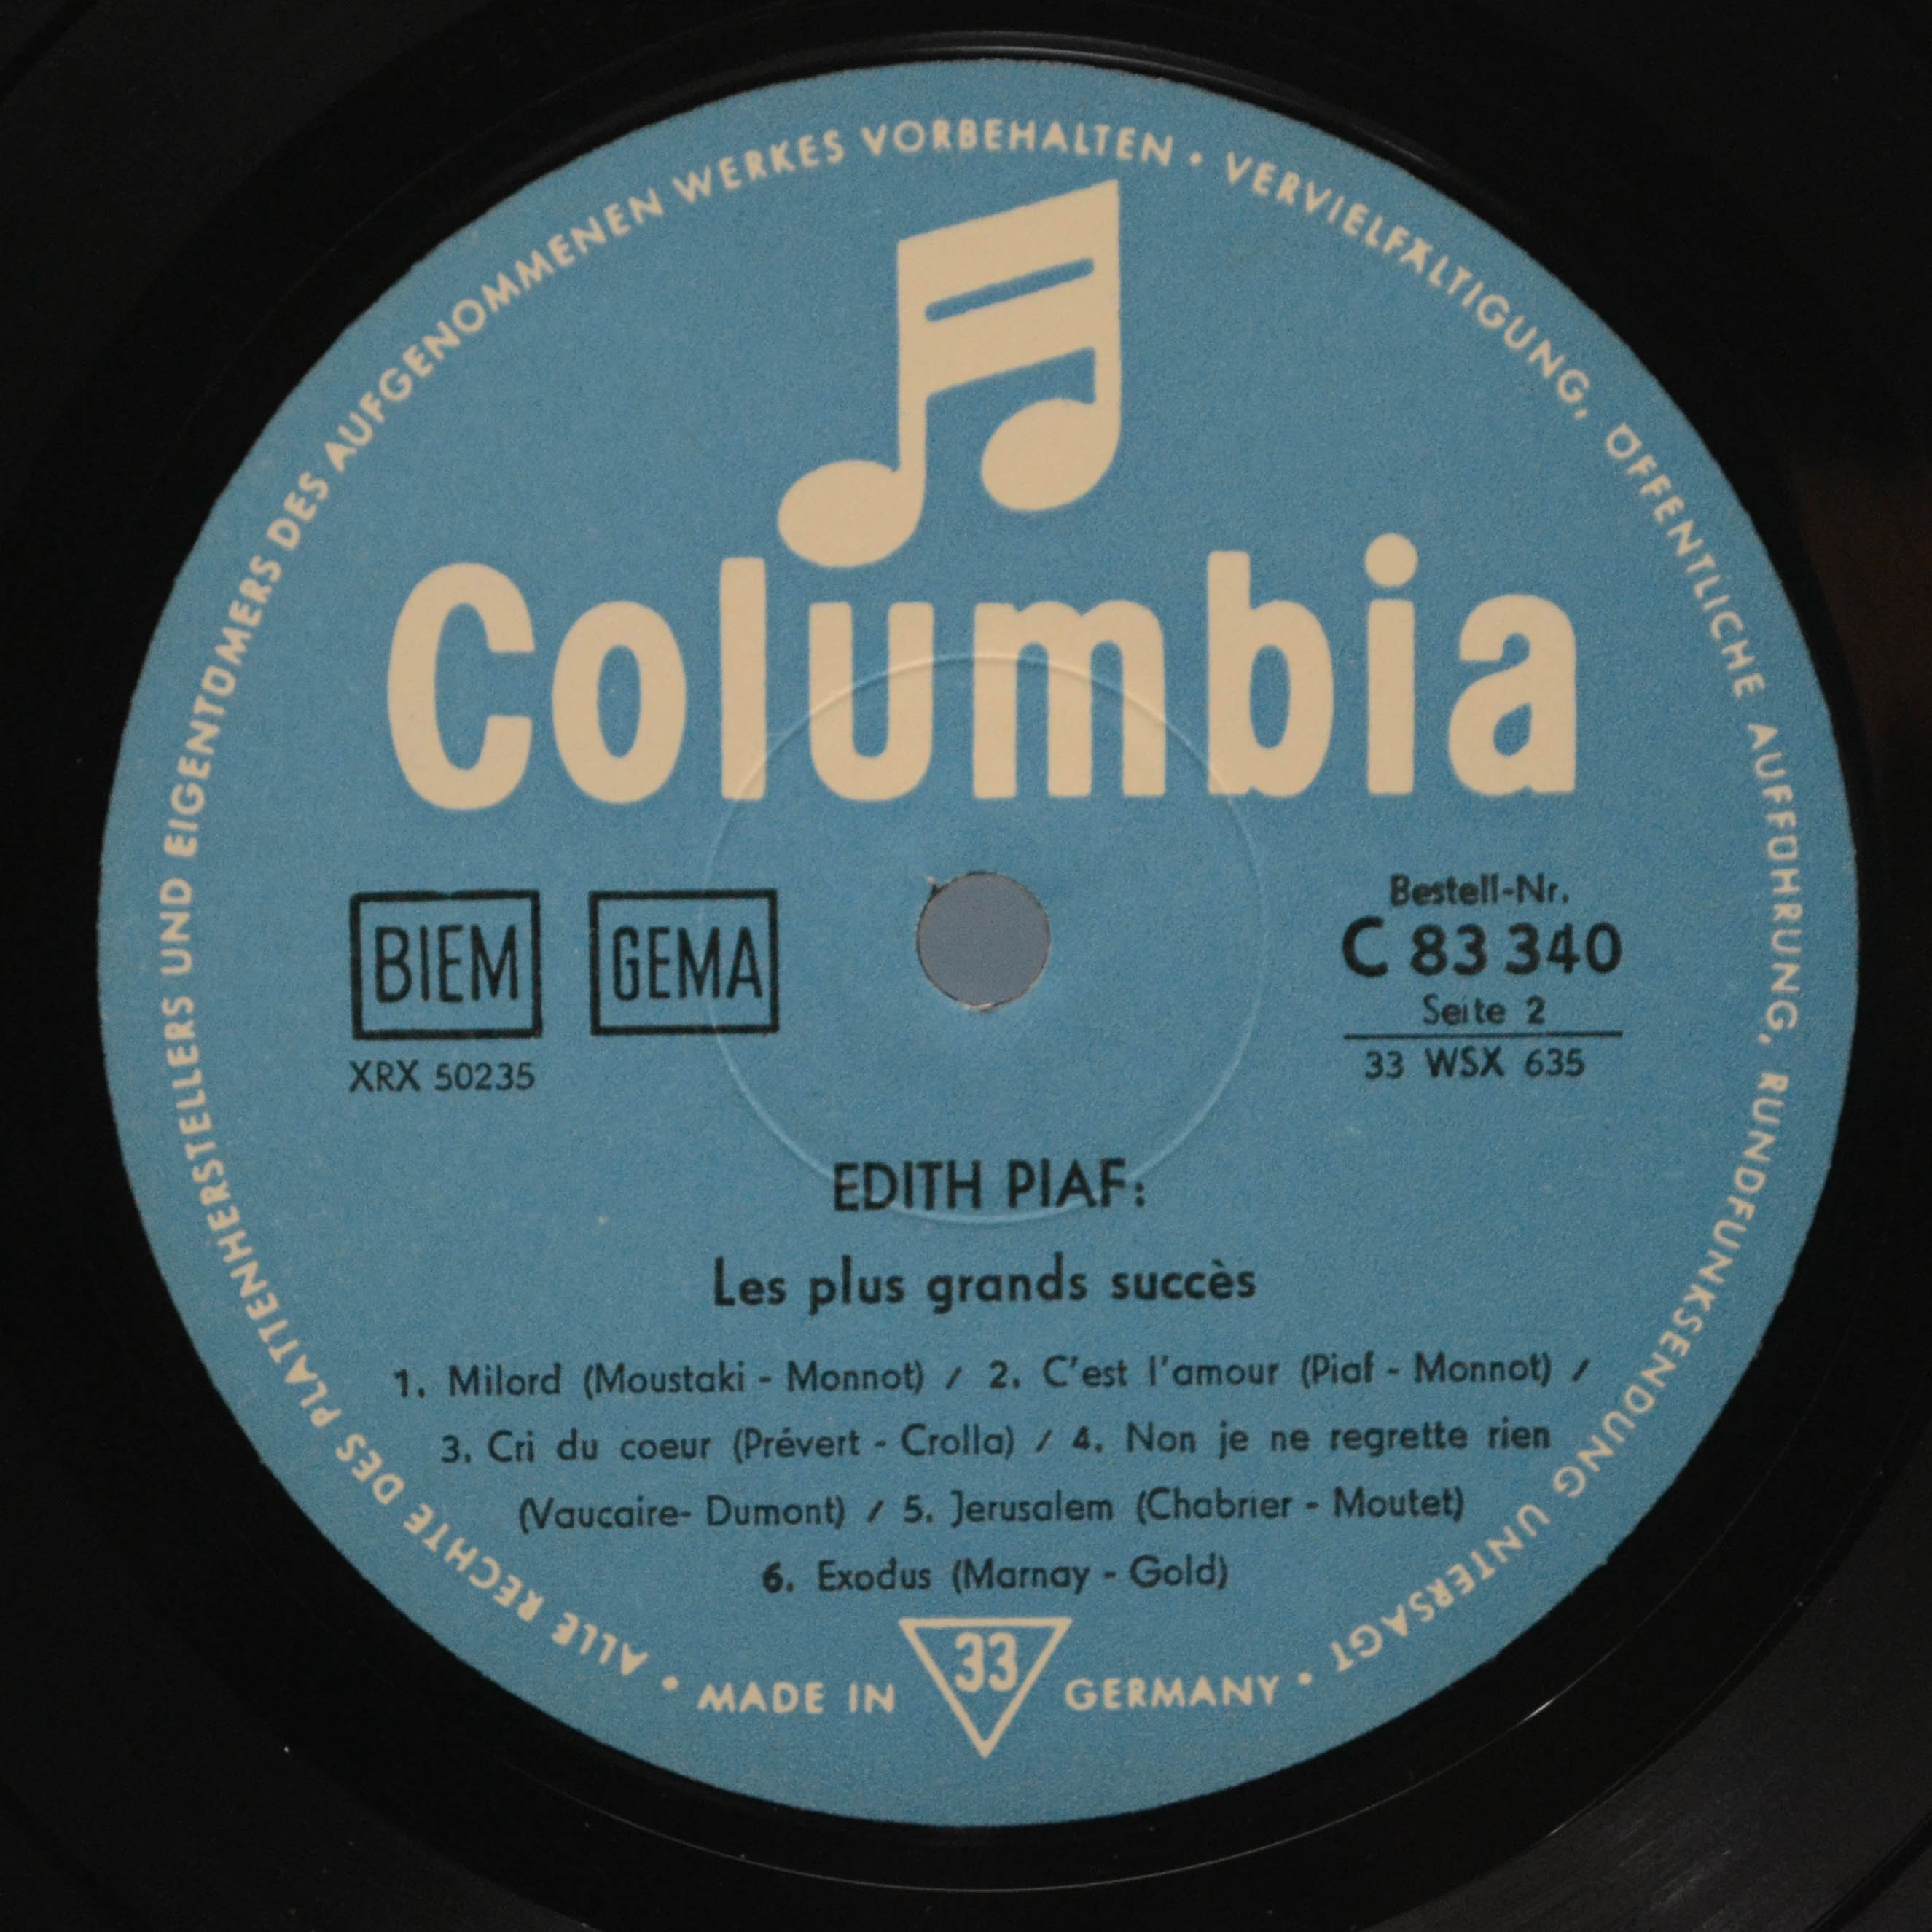 ALLE RECHTE DES PLATTENHERSTELLERS UND EIGENTÜMERS DES AUFGENOMMENEN WERKES VORBEHALTEN • VERVIELFÄLTIGUNG, ÖFFENTLICHE AUFFÜHRUNG, RUNDFUNKSENDUNG UNTERSAGT •
Columbia
BIEM GEMA
XRX 50235
Bestell-Nr.
C 83 340
Seite 2
33 WSX 635
EDITH PIAF:
Les plus grands succès
1. Milord (Moustaki - Monnot) / 2. C'est l'amour (Piaf - Monnot) /
3. Cri du coeur (Prévert - Crolla) / 4. Non je ne regrette rien
(Vaucaire- Dumont) / 5. Jerusalem (Chabrier - Moutet)
6. Exodus (Marnay - Gold)
• MADE IN 33 GERMANY